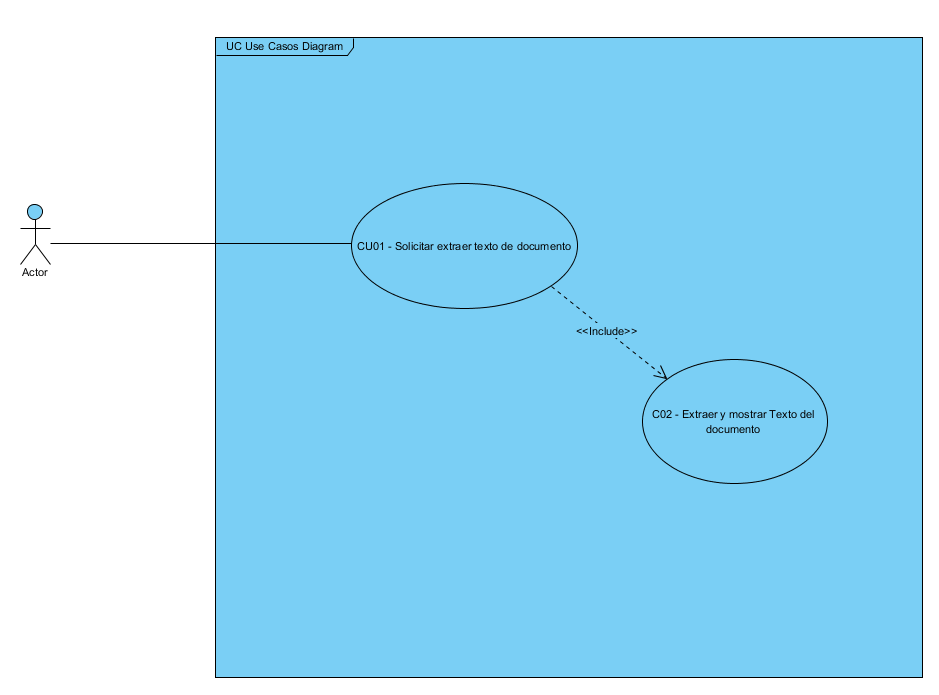 UC Use Casos Diagram
Actor
CU01 - Solicitar extraer texto de documento
<<Include>>
C02 - Extraer y mostrar Texto del
documento